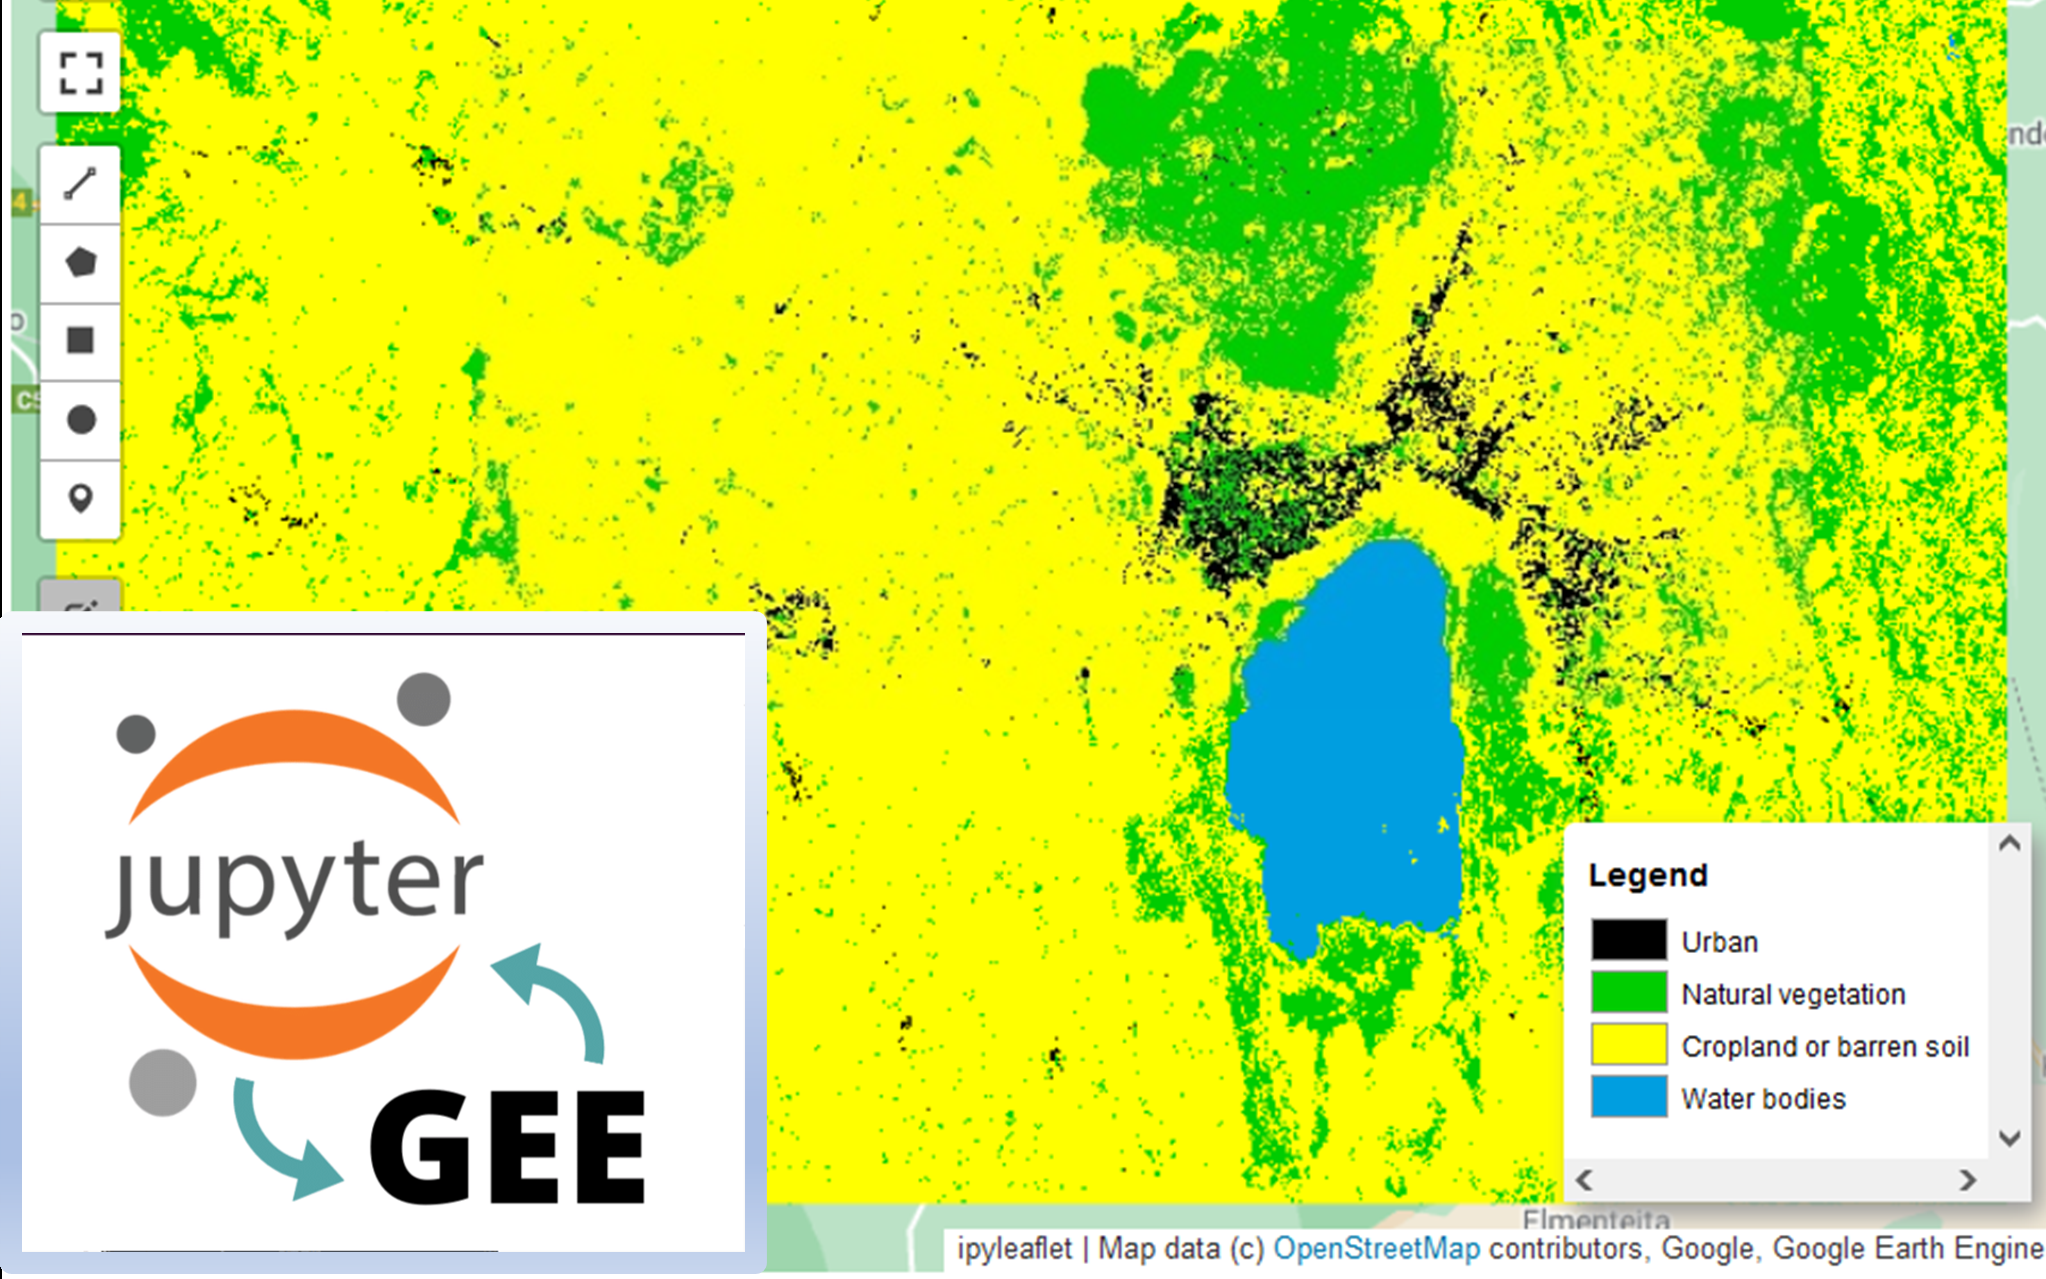 4
Legend
Urban
Natural vegetation
Cropland or barren soil
Water bodies
jupyter
GEE
Elmenteita
ipyleaflet | Map data (c) OpenStreetMap contributors, Google, Google Earth Engine